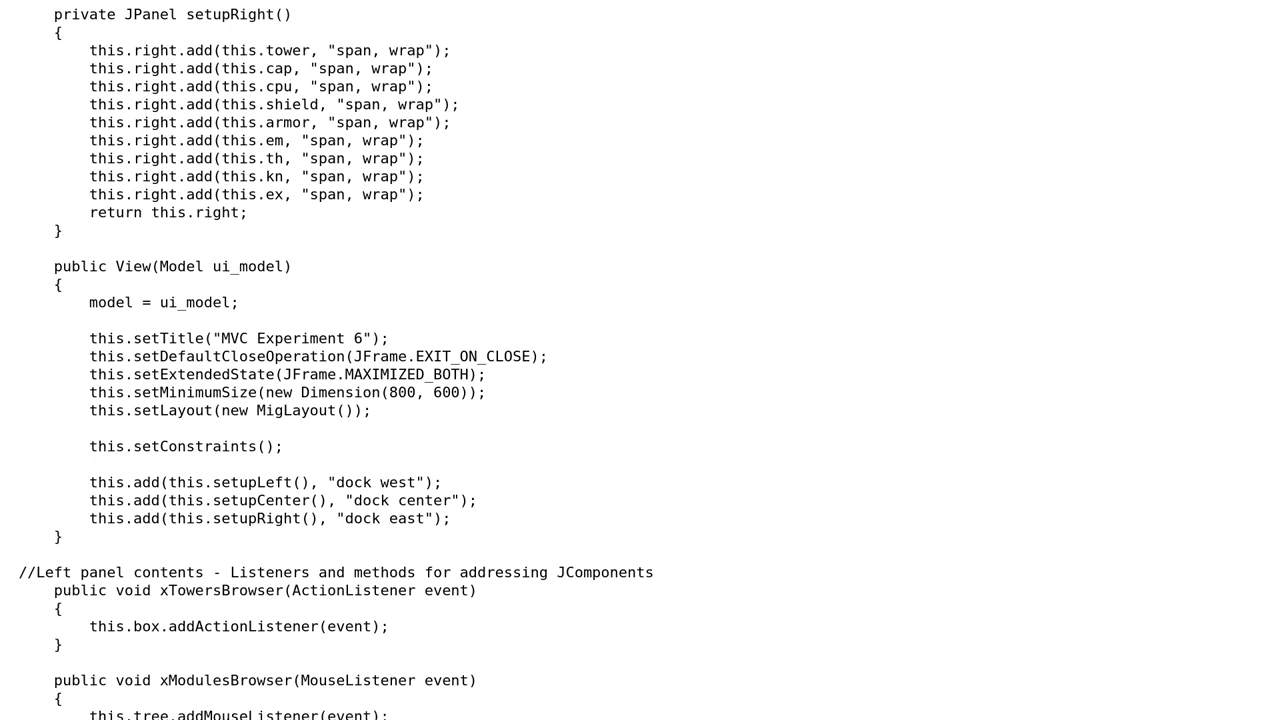 private JPanel setupRight()
{
this.right.add(this.tower, "span, wrap");
this.right.add(this.cap, "span, wrap");
this.right.add(this.cpu, "span, wrap");
this.right.add(this.shield, "span, wrap");
this.right.add(this.armor, "span, wrap");
this.right.add(this.em, "span, wrap");
this.right.add(this.th, "span, wrap");
this.right.add(this.kn, "span, wrap");
this.right.add(this.ex, "span, wrap");
return this.right;
}
public View(Model ui_model)
{
model = ui_model;
this.setTitle("MVC Experiment 6");
this.setDefaultCloseOperation(JFrame.EXIT_ON_CLOSE);
this.setExtendedState(JFrame.MAXIMIZED_BOTH);
this.setMinimumSize(new Dimension(800, 600));
this.setLayout(new MigLayout());
this.setConstraints();
this.add(this.setupLeft(), "dock west");
this.add(this.setupCenter(), "dock center");
this.add(this.setupRight(), "dock east");
}
//Left panel contents - Listeners and methods for addressing JComponents
public void xTowersBrowser(ActionListener event)
{
this.box.addActionListener(event);
}
public void xModulesBrowser(MouseListener event)
{
this.tree.addMouseListener(event);